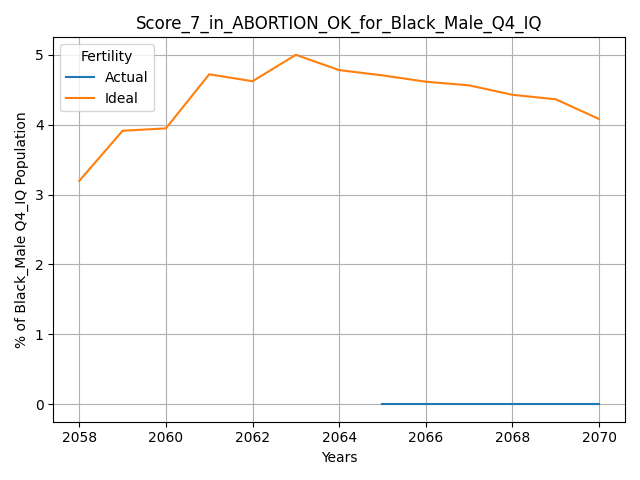 Score_7_in_ABORTION_OK_for_Black_Male_Q4_IQ
Fertility
Actual
Ideal
% of Black_Male Q4_IQ Population
5
4
3
2
1
0
2058 2060 2062 2064 2066 2068 2070
Years